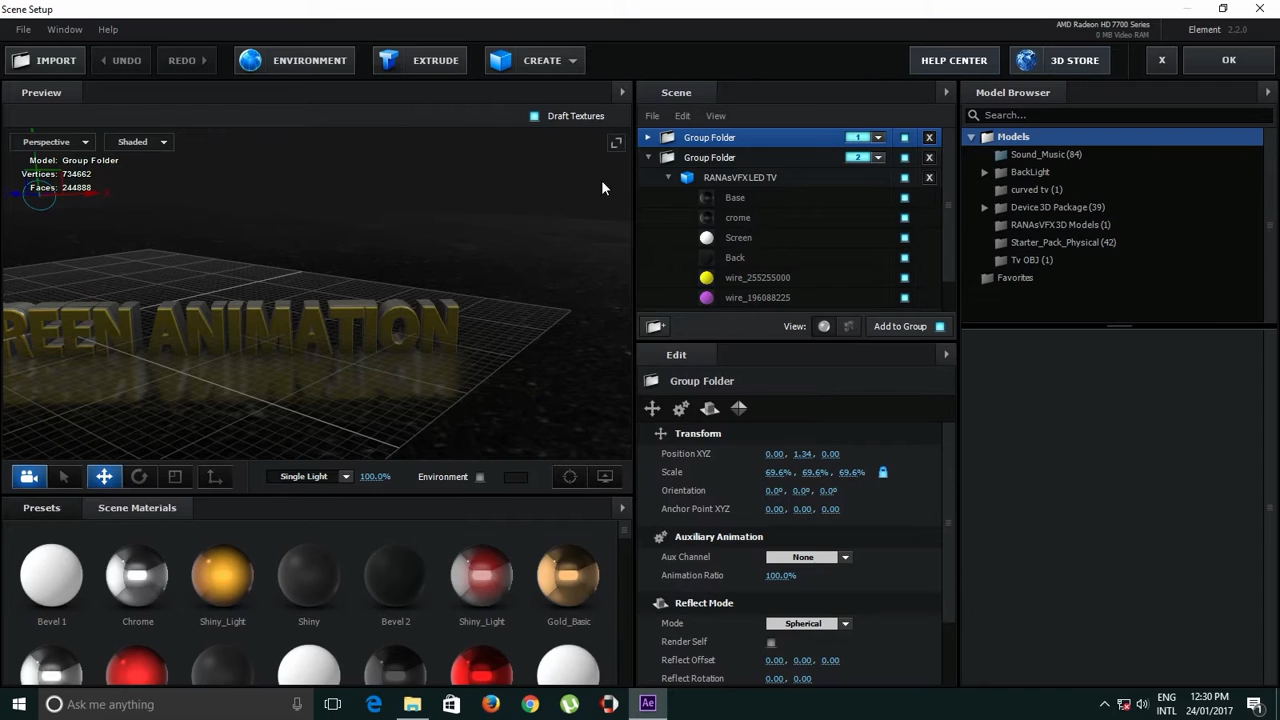 Scene Setup
File Window Help
AMD Radeon HD 7700 Series
0 MB Video RAM
Element 2.2.0
IMPORT UNDO REDO ENVIRONMENT EXTRUDE CREATE HELP CENTER 3D STORE X OK
Preview
Draft Textures
Perspective Shaded
Model: Group Folder
Vertices: 734662
Faces: 244888
X
REEN ANIMATION
Single Light 100.0% Environment
Presets Scene Materials
Bevel 1 Chrome Shiny_Light Shiny Bevel 2 Shiny_Light Gold_Basic
Scene
File Edit View
Group Folder 1 X
Group Folder 2 X
RANAsVFX LED TV X
Base
crome
Screen
Back
wire_255255000
wire_196088225
View: Add to Group
Edit
Group Folder
Transform
Position XYZ 0.00, 1.34, 0.00
Scale 69.6%, 69.6%, 69.6%
Orientation 0.0º, 0.0º, 0.0º
Anchor Point XYZ 0.00, 0.00, 0.00
Auxiliary Animation
Aux Channel None
Animation Ratio 100.0%
Reflect Mode
Mode Spherical
Render Self
Reflect Offset 0.00, 0.00, 0.00
Reflect Rotation 0.00, 0.00, 0.00
Model Browser
Search...
Models
Sound_Music (84)
BackLight
curved tv (1)
Device 3D Package (39)
RANAsVFX3D Models (1)
Starter_Pack_Physical (42)
Tv OBJ (1)
Favorites
Ask me anything
Ae
ENG
INTL
12:30 PM
24/01/2017
1